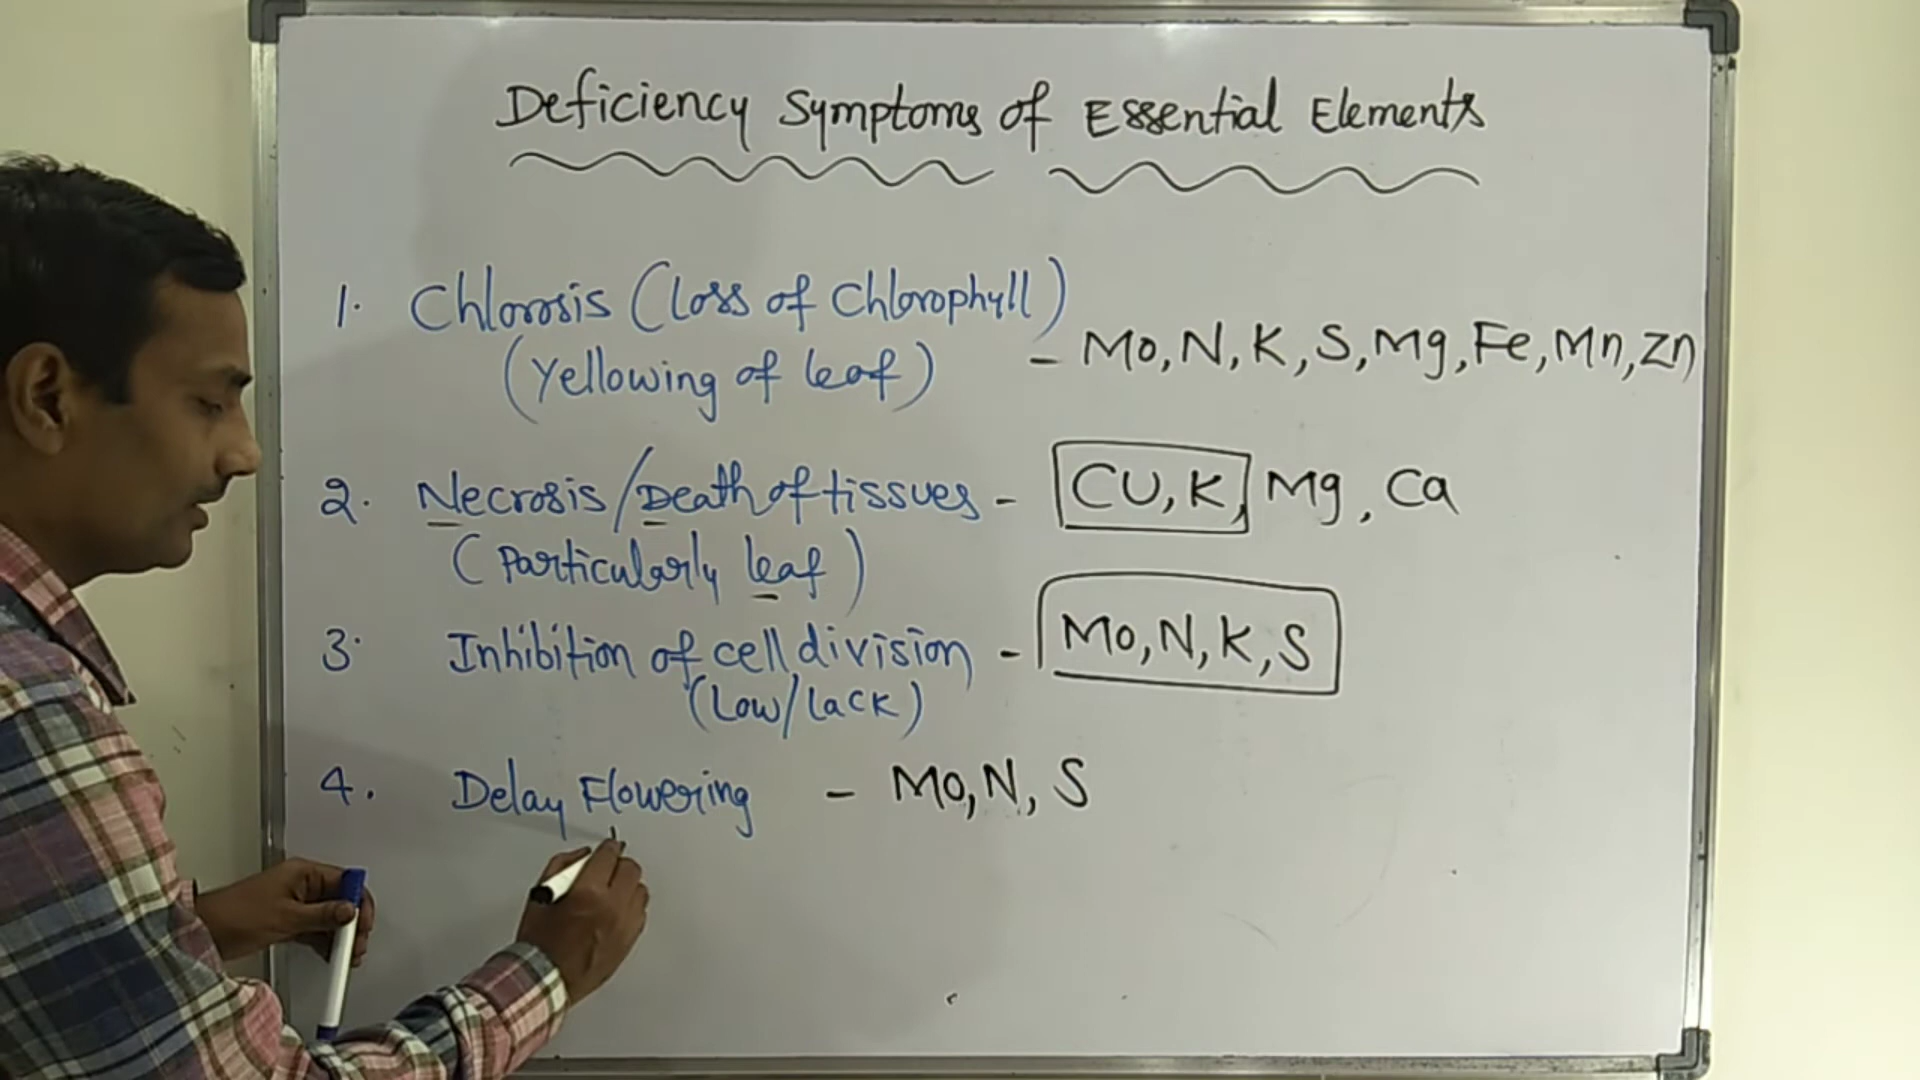 Deficiency Symptoms of Essential Elements
1. Chlorosis (Loss of Chlorophyll)
(Yellowing of leaf) - Mo, N, K, S, Mg, Fe, Mn, Zn
2. Necrosis/Death of tissues - CU, K, Mg, Ca
(Particularly leaf)
3. Inhibition of cell division - Mo, N, K, S
(Low/Lack)
4. Delay Flowering - Mo, N, S